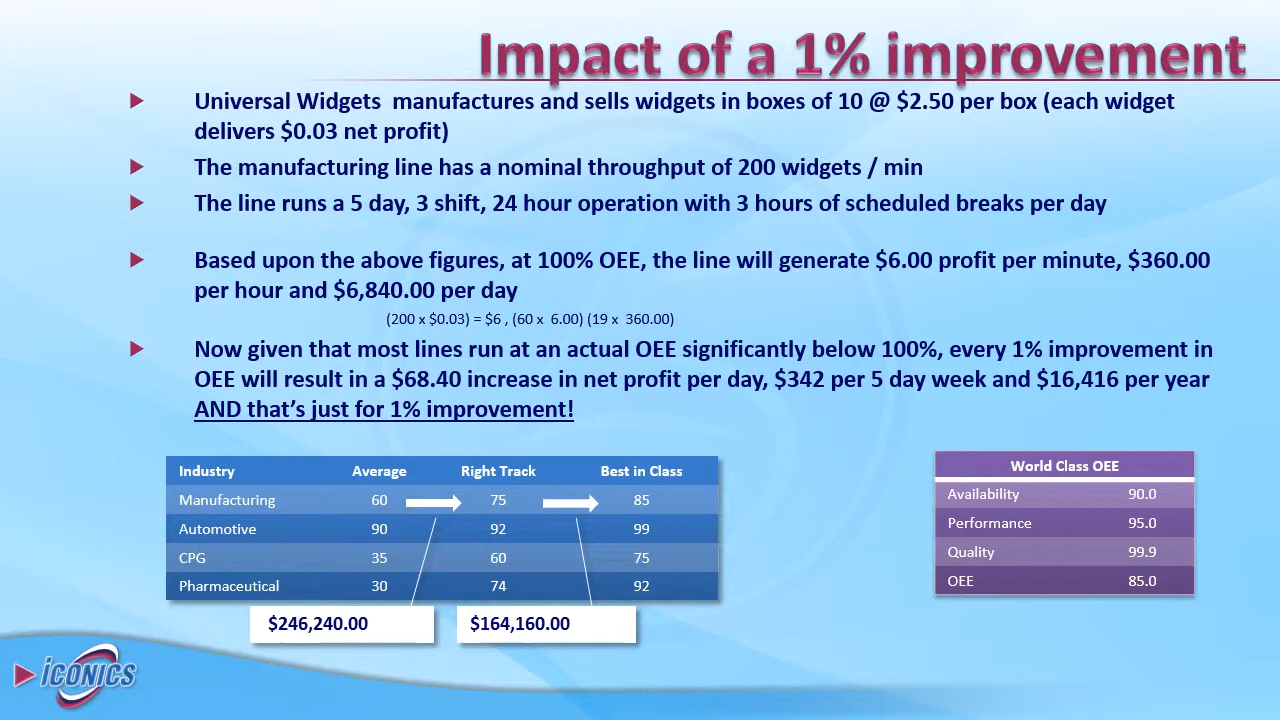 Impact of a 1% improvement
Universal Widgets  manufactures and sells widgets in boxes of 10 @ $2.50 per box (each widget
delivers $0.03 net profit)
The manufacturing line has a nominal throughput of 200 widgets / min
The line runs a 5 day, 3 shift, 24 hour operation with 3 hours of scheduled breaks per day
Based upon the above figures, at 100% OEE, the line will generate $6.00 profit per minute, $360.00
per hour and $6,840.00 per day
(200 x $0.03) = $6 , (60 x  6.00) (19 x  360.00)
Now given that most lines run at an actual OEE significantly below 100%, every 1% improvement in
OEE will result in a $68.40 increase in net profit per day, $342 per 5 day week and $16,416 per year
AND that’s just for 1% improvement!
Industry Average Right Track Best in Class
Manufacturing 60 75 85
Automotive 90 92 99
CPG 35 60 75
Pharmaceutical 30 74 92
$246,240.00 $164,160.00
World Class OEE
Availability 90.0
Performance 95.0
Quality 99.9
OEE 85.0
ICONICS